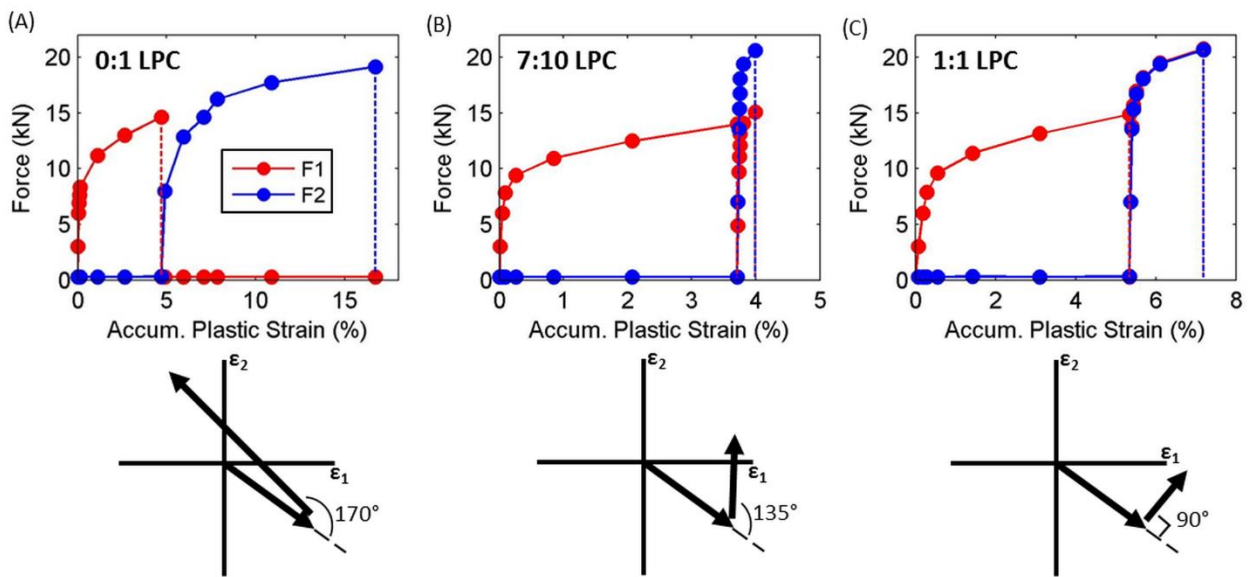 (A)
0:1 LPC
Force (kN)
20
15
10
5
0
F1
F2
0
5
10
15
Accum. Plastic Strain (%)
(B)
7:10 LPC
Force (kN)
20
15
10
5
0
0
1
2
3
4
5
Accum. Plastic Strain (%)
(C)
1:1 LPC
Force (kN)
20
15
10
5
0
0
2
4
6
8
Accum. Plastic Strain (%)
ε₂
ε₁
170°
ε₂
ε₁
135°
ε₂
ε₁
90°